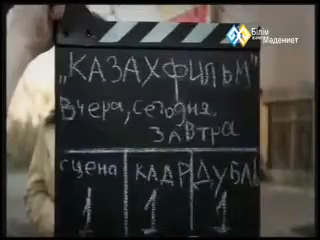 Білім
Мәдениет
„КАЗАХФИЛЬМ"
Вчера, сегодня,
завтра
сцена КАДР ДУБЛЬ
1 1 1